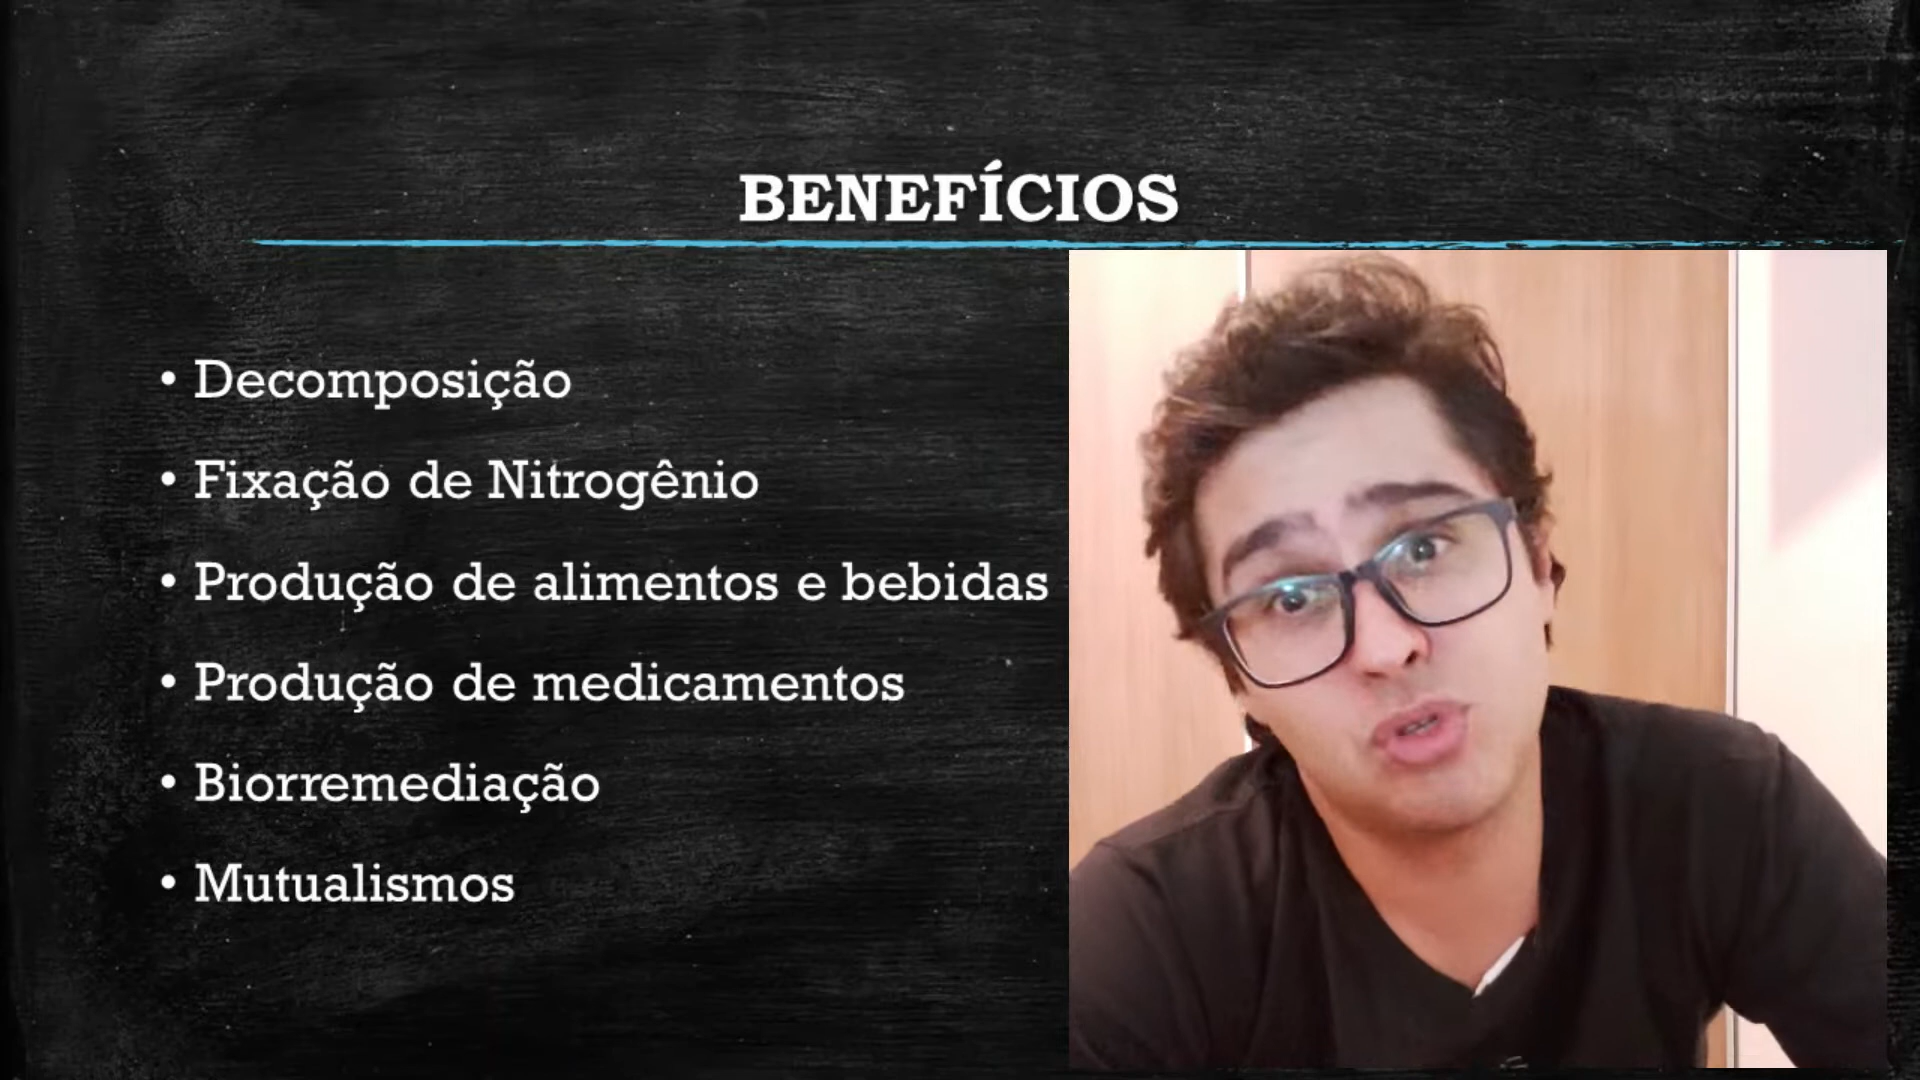 BENEFÍCIOS
• Decomposição
• Fixação de Nitrogênio
• Produção de alimentos e bebidas
• Produção de medicamentos
• Biorremediação
• Mutualismos